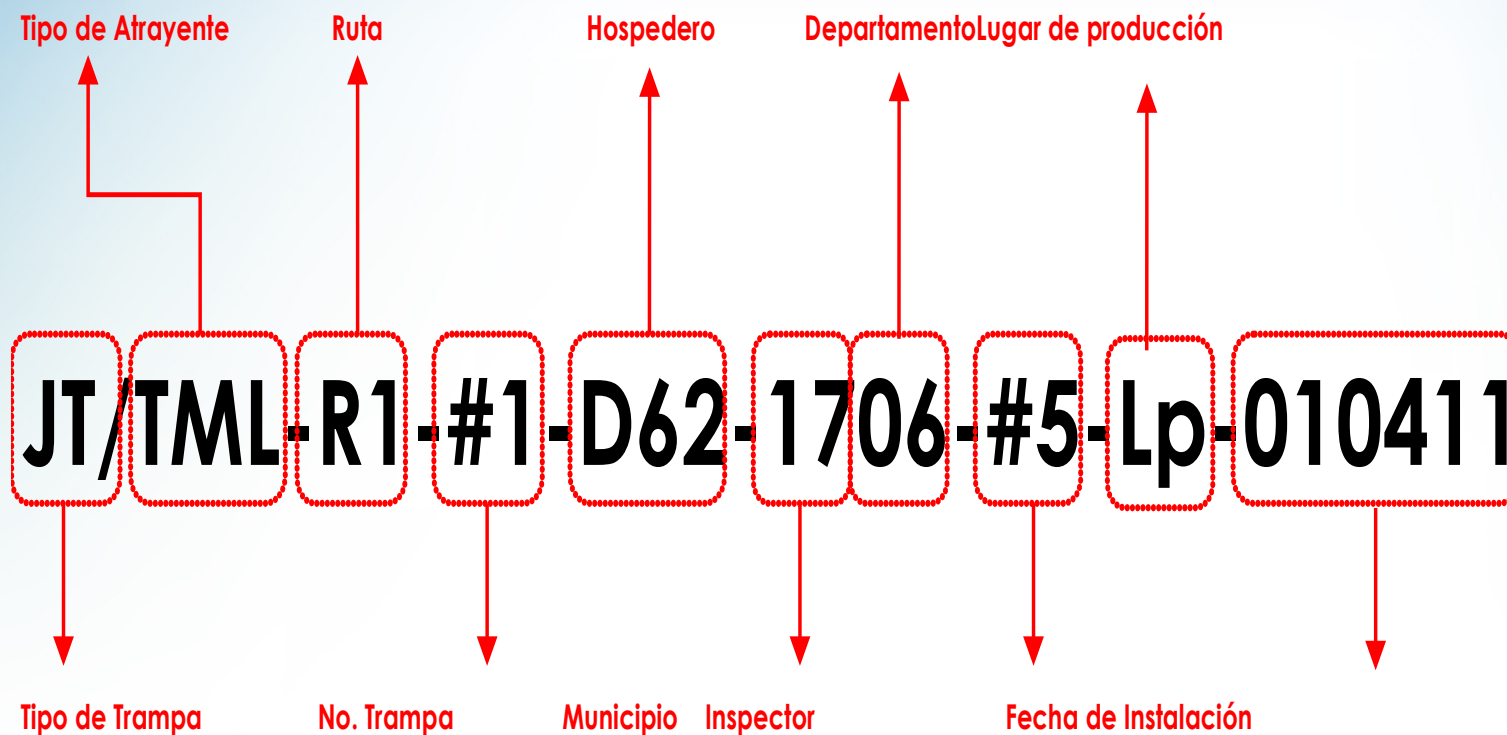 Tipo de Atrayente Ruta Hospedero DepartamentoLugar de producción
JT/TML-R1-#1-D62-1706-#5-Lp-010411
Tipo de Trampa No. Trampa Municipio Inspector Fecha de Instalación